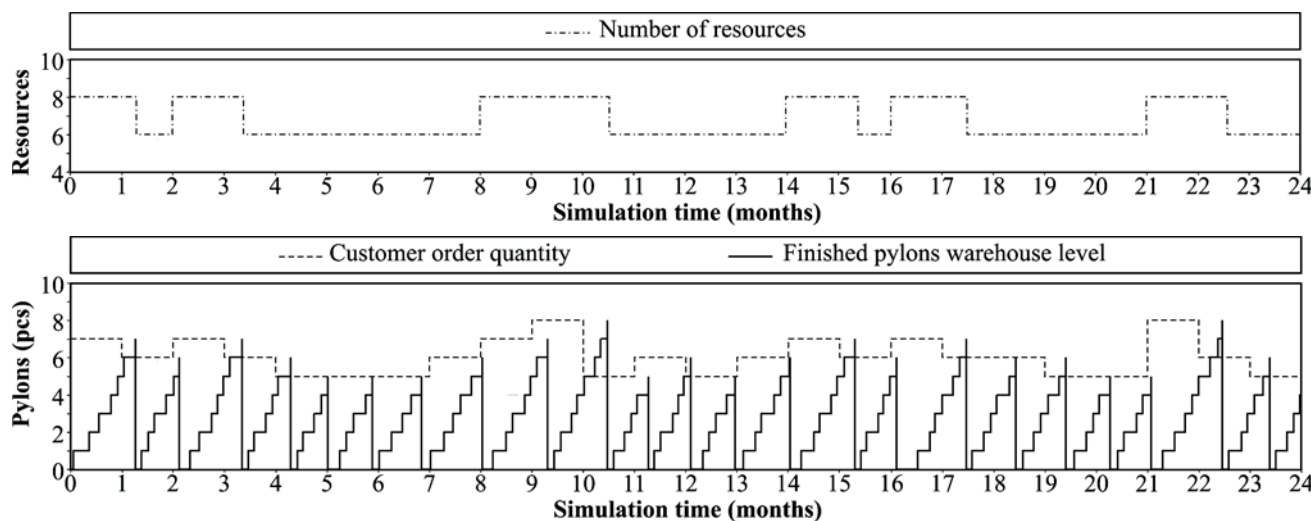 Number of resources
Resources
10
8
6
4
0 1 2 3 4 5 6 7 8 9 10 11 12 13 14 15 16 17 18 19 20 21 22 23 24
Simulation time (months)
Customer order quantity Finished pylons warehouse level
Pylons (pcs)
10
8
6
4
2
0
0 1 2 3 4 5 6 7 8 9 10 11 12 13 14 15 16 17 18 19 20 21 22 23 24
Simulation time (months)